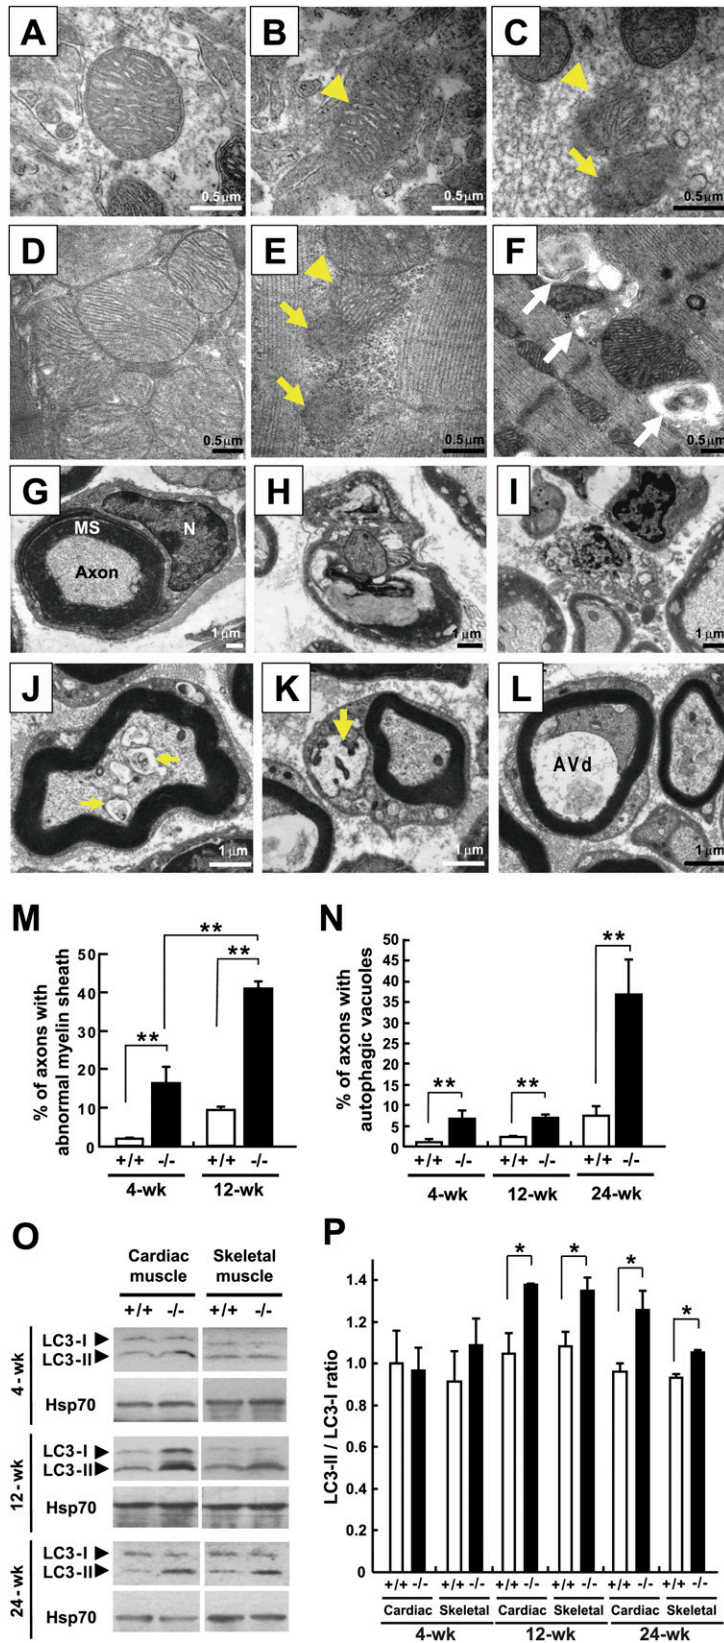 A B C
0.5µm 0.5µm 0.5µm
D E F
0.5µm 0.5µm 0.5µm
G H I
MS N
Axon
1µm 1µm 1µm
J K L
AVd
1µm 1µm 1µm
M
% of axons with
abnormal myelin sheath
50
40
30
20
10
0
** ** **
+/+ -/- +/+ -/-
4-wk 12-wk
N
% of axons with
autophagic vacuoles
50
45
40
35
30
25
20
15
10
5
0
** ** **
+/+ -/- +/+ -/- +/+ -/-
4-wk 12-wk 24-wk
O
Cardiac muscle Skeletal muscle
+/+ -/- +/+ -/-
4-wk
LC3-I
LC3-II
Hsp70
12-wk
LC3-I
LC3-II
Hsp70
24-wk
LC3-I
LC3-II
Hsp70
P
LC3-II / LC3-I ratio
1.4
1.2
1.0
0.8
0.6
0.4
0.2
0
* * * *
+/+ -/- +/+ -/- +/+ -/- +/+ -/- +/+ -/- +/+ -/-
Cardiac Skeletal Cardiac Skeletal Cardiac Skeletal
4-wk 12-wk 24-wk